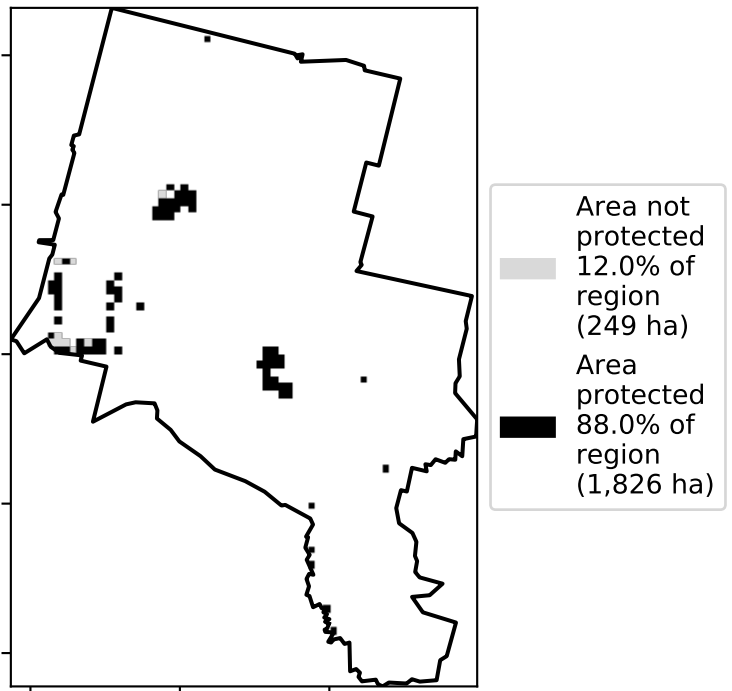 Area not
protected
12.0% of
region
(249 ha)
Area
protected
88.0% of
region
(1,826 ha)